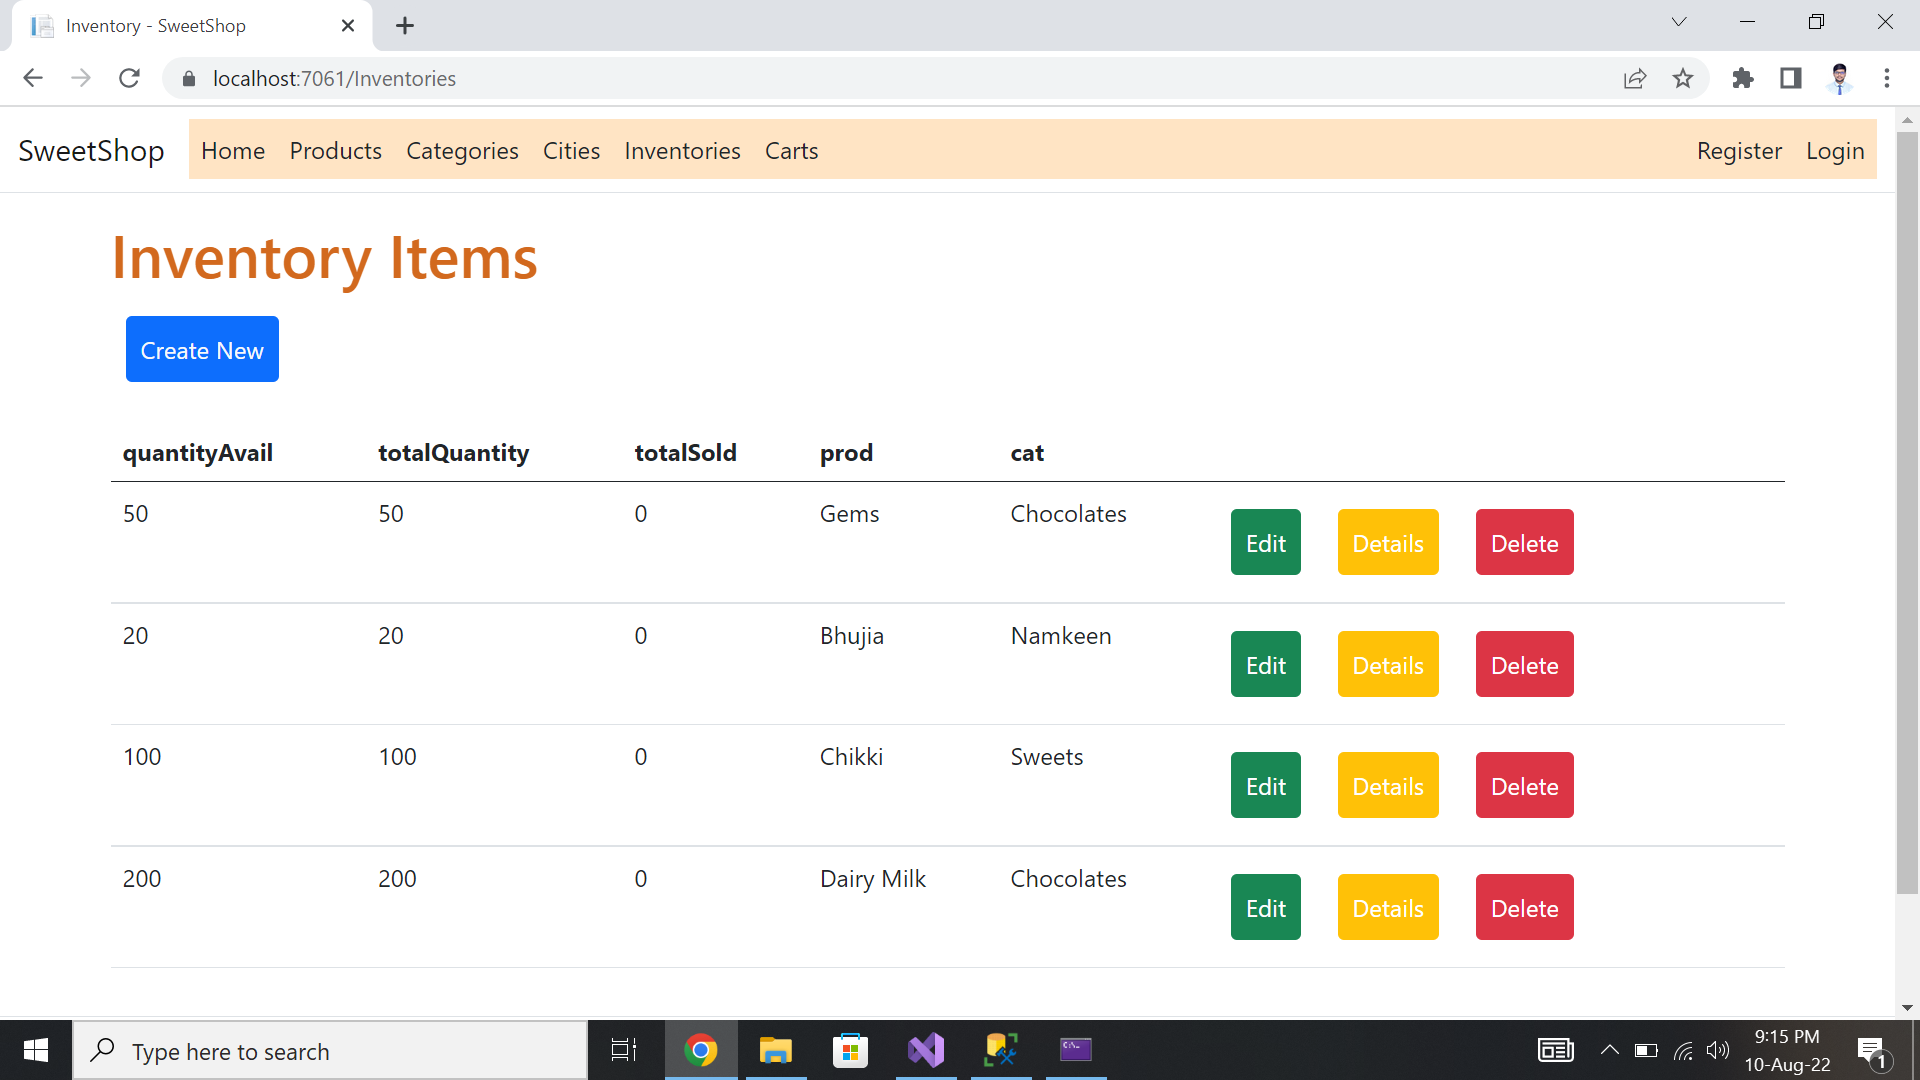 Inventory - SweetShop
localhost:7061/Inventories
SweetShop Home Products Categories Cities Inventories Carts Register Login
Inventory Items
Create New
quantityAvail totalQuantity totalSold prod cat
50 50 0 Gems Chocolates Edit Details Delete
20 20 0 Bhujia Namkeen Edit Details Delete
100 100 0 Chikki Sweets Edit Details Delete
200 200 0 Dairy Milk Chocolates Edit Details Delete
Type here to search
9:15 PM
10-Aug-22
1